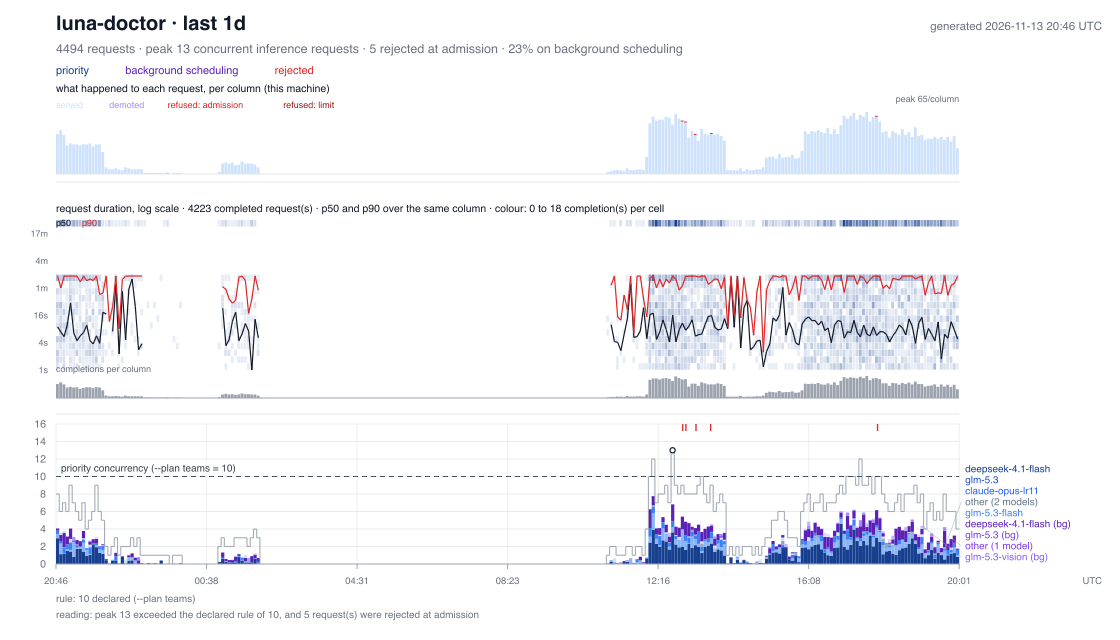 luna-doctor · last 1d
generated 2026-11-13 20:46 UTC
4494 requests · peak 13 concurrent inference requests · 5 rejected at admission · 23% on background scheduling
priority background scheduling rejected
what happened to each request, per column (this machine)
served demoted refused: admission refused: limit
peak 65/column
request duration, log scale · 4223 completed request(s) · p50 and p90 over the same column · colour: 0 to 18 completion(s) per cell
p50 p90
17m
4m
1m
16s
4s
1s
completions per column
16
14
12
10
8
6
4
2
0
priority concurrency (--plan teams = 10)
deepseek-4.1-flash
glm-5.3
claude-opus-lr11
other (2 models)
glm-5.3-flash
deepseek-4.1-flash (bg)
glm-5.3 (bg)
other (1 model)
glm-5.3-vision (bg)
20:46 00:38 04:31 08:23 12:16 16:08 20:01 UTC
rule: 10 declared (--plan teams)
reading: peak 13 exceeded the declared rule of 10, and 5 request(s) were rejected at admission